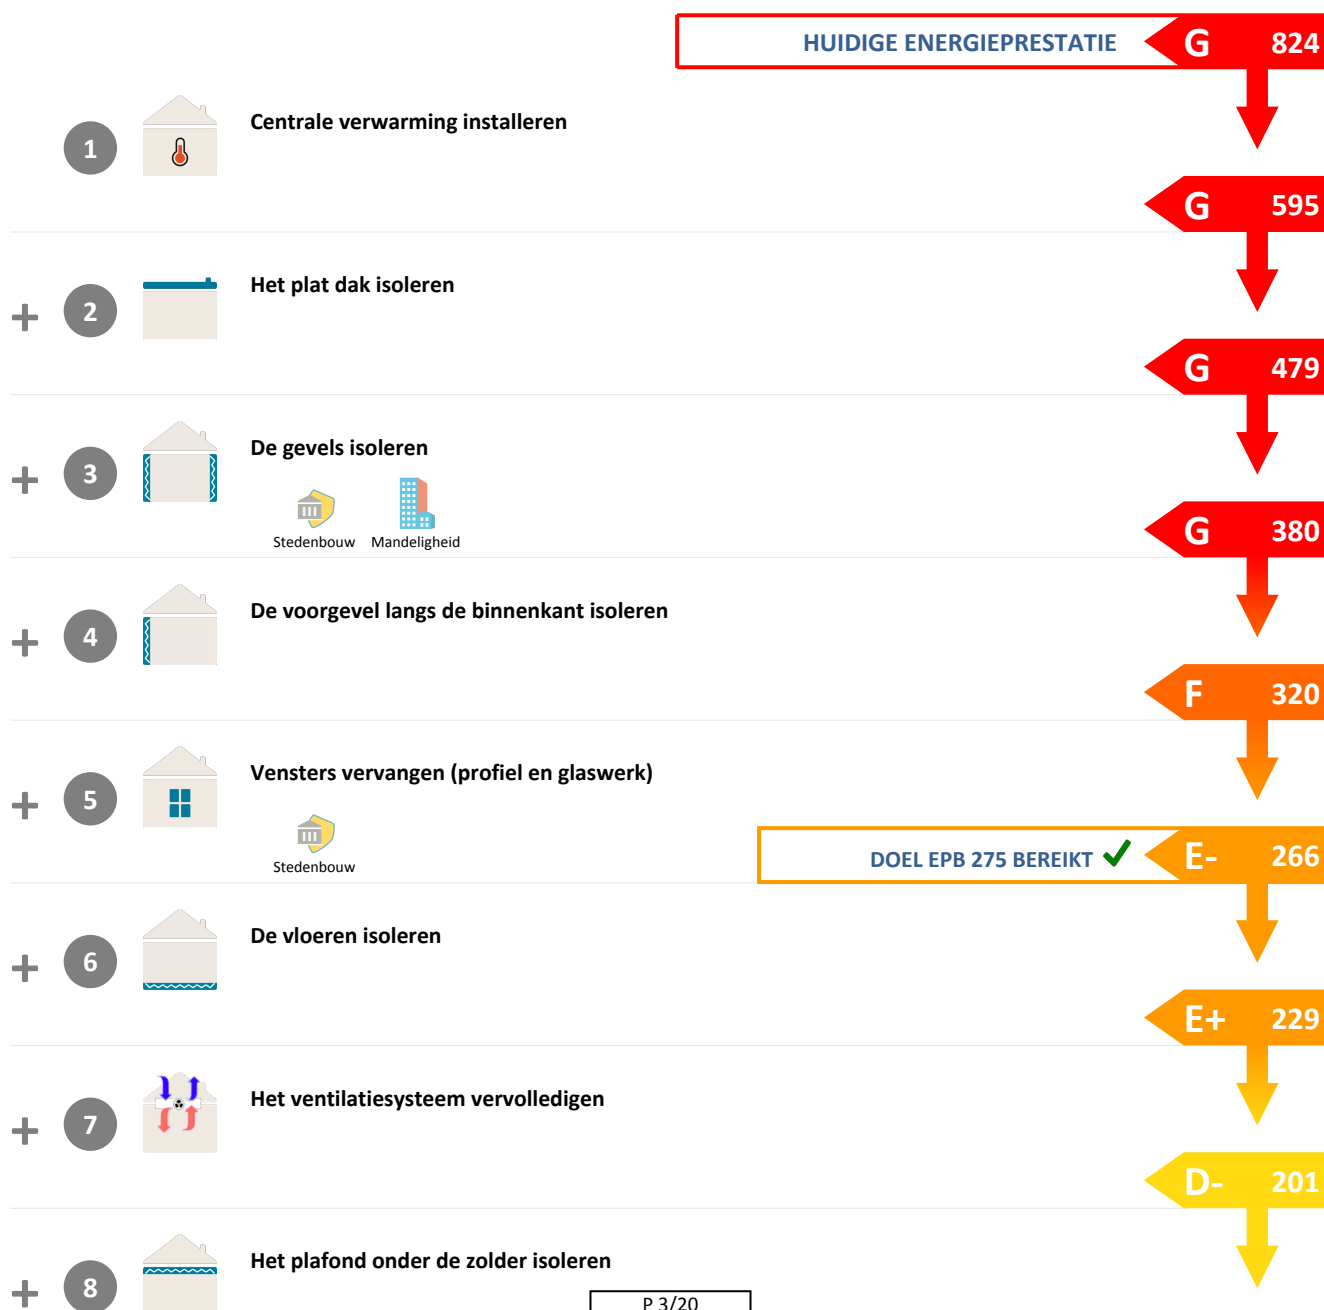 HUIDIGE ENERGIEPRESTATIE G 824
1 Centrale verwarming installeren
G 595
+ 2 Het plat dak isoleren
G 479
+ 3 De gevels isoleren
Stedenbouw Mandeligheid
G 380
+ 4 De voorgevel langs de binnenkant isoleren
F 320
+ 5 Vensters vervangen (profiel en glaswerk)
Stedenbouw
DOEL EPB 275 BEREIKT ✓ E- 266
+ 6 De vloeren isoleren
E+ 229
+ 7 Het ventilatiesysteem vervolledigen
D- 201
+ 8 Het plafond onder de zolder isoleren
P 3/20